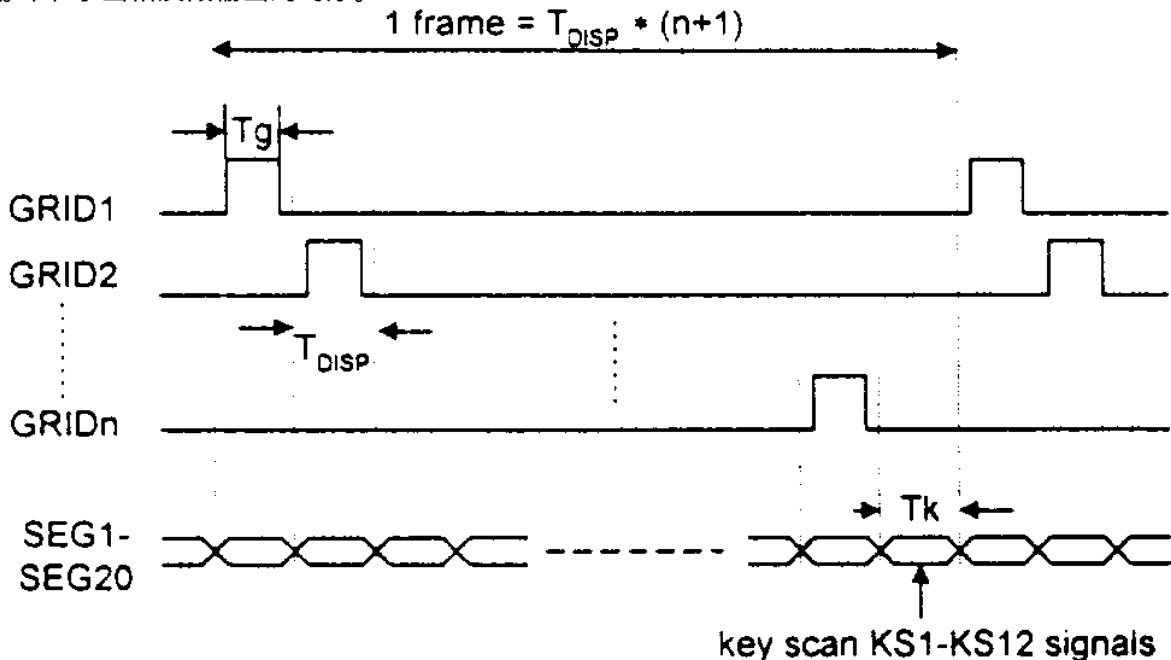 1 frame = T_DISP * (n+1)
Tg
GRID1
GRID2
T_DISP
GRIDn
Tk
SEG1-
SEG20
key scan KS1-KS12 signals